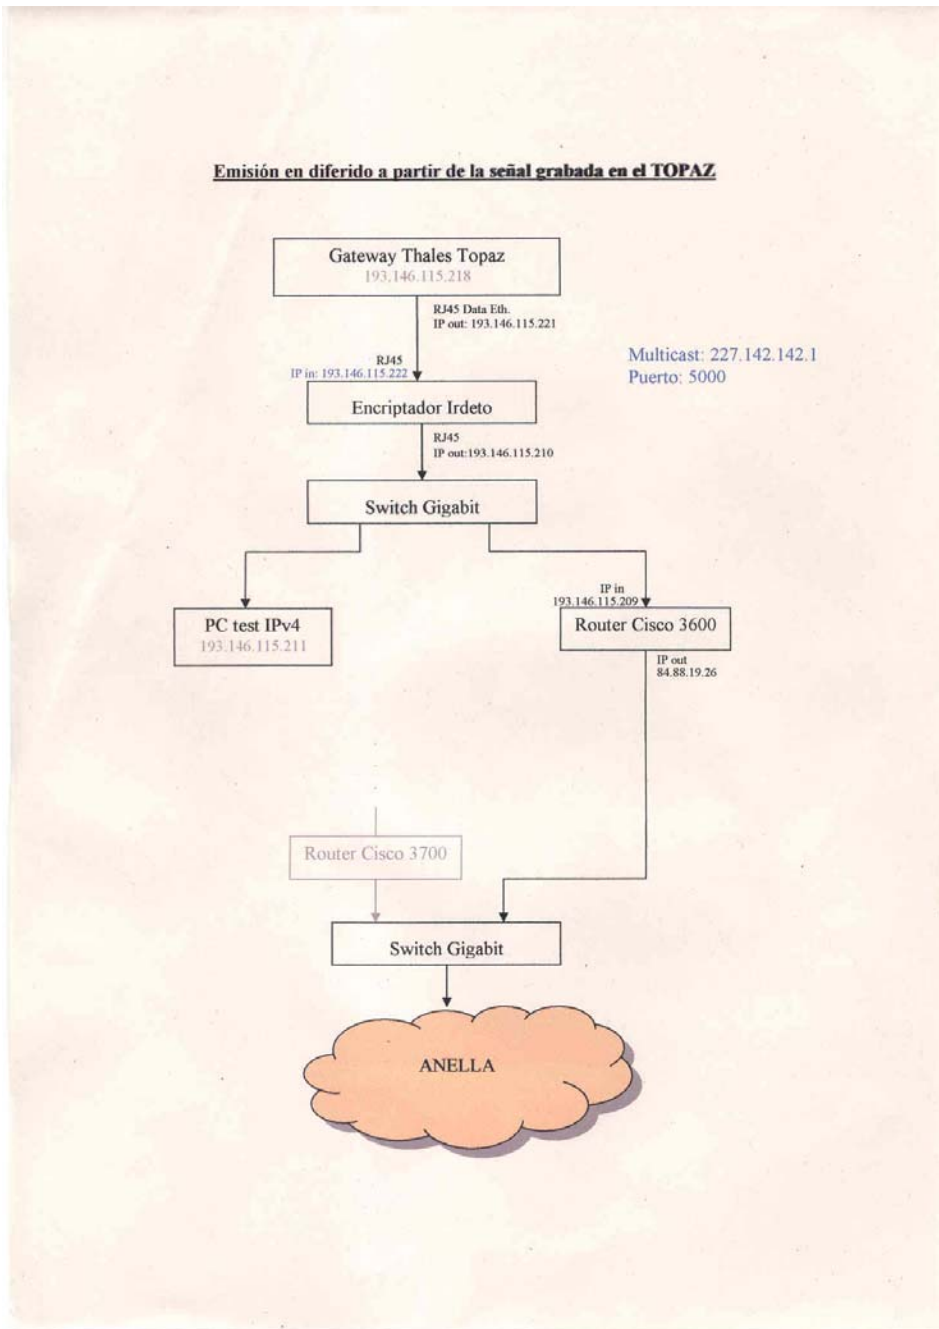 Emisión en diferido a partir de la señal grabada en el TOPAZ
Gateway Thales Topaz
193.146.115.218
RJ45 Data Eth.
IP out: 193.146.115.221
Multicast: 227.142.142.1
Puerto: 5000
RJ45
IP in: 193.146.115.222
Encriptador Irdeto
RJ45
IP out:193.146.115.210
Switch Gigabit
IP in
193.146.115.209
PC test IPv4
193.146.115.211
Router Cisco 3600
IP out
84.88.19.26
Router Cisco 3700
Switch Gigabit
ANELLA